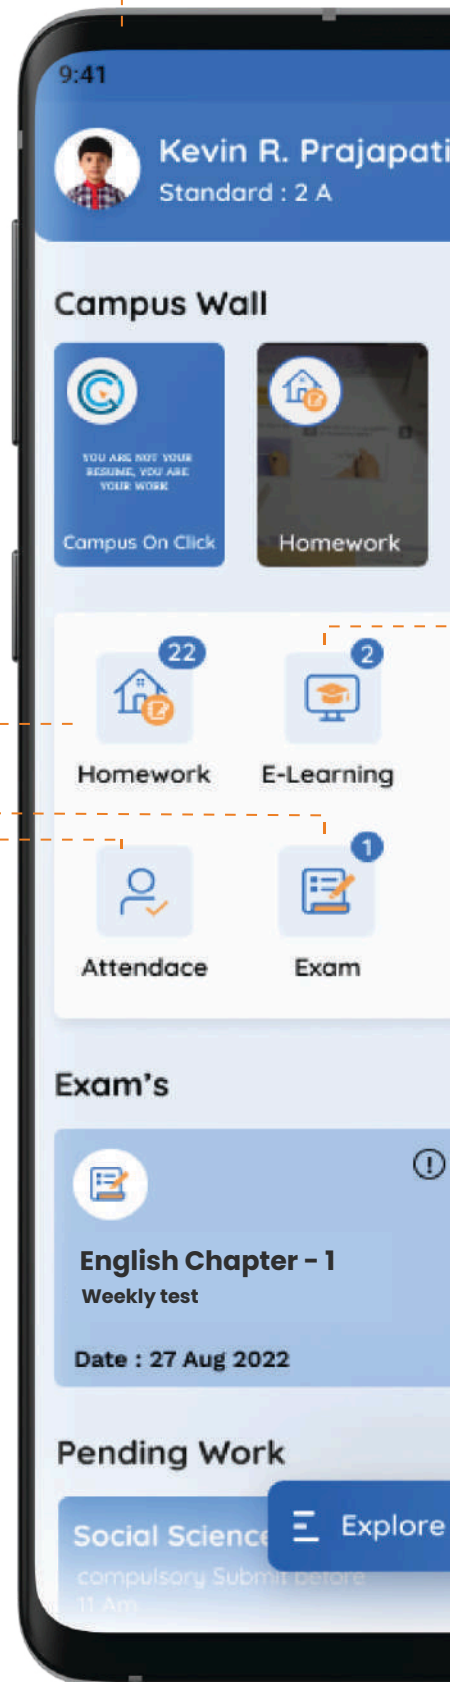 9:41
Kevin R. Prajapati
Standard : 2 A
Campus Wall
YOU ARE NOT YOUR
RESUME, YOU ARE
YOUR WORK
Campus On Click
Homework
22
2
Homework
E-Learning
1
Attendace
Exam
Exam's
English Chapter - 1
Weekly test
Date : 27 Aug 2022
Pending Work
Social Science
Explore
compulsory Submit before
11 Am